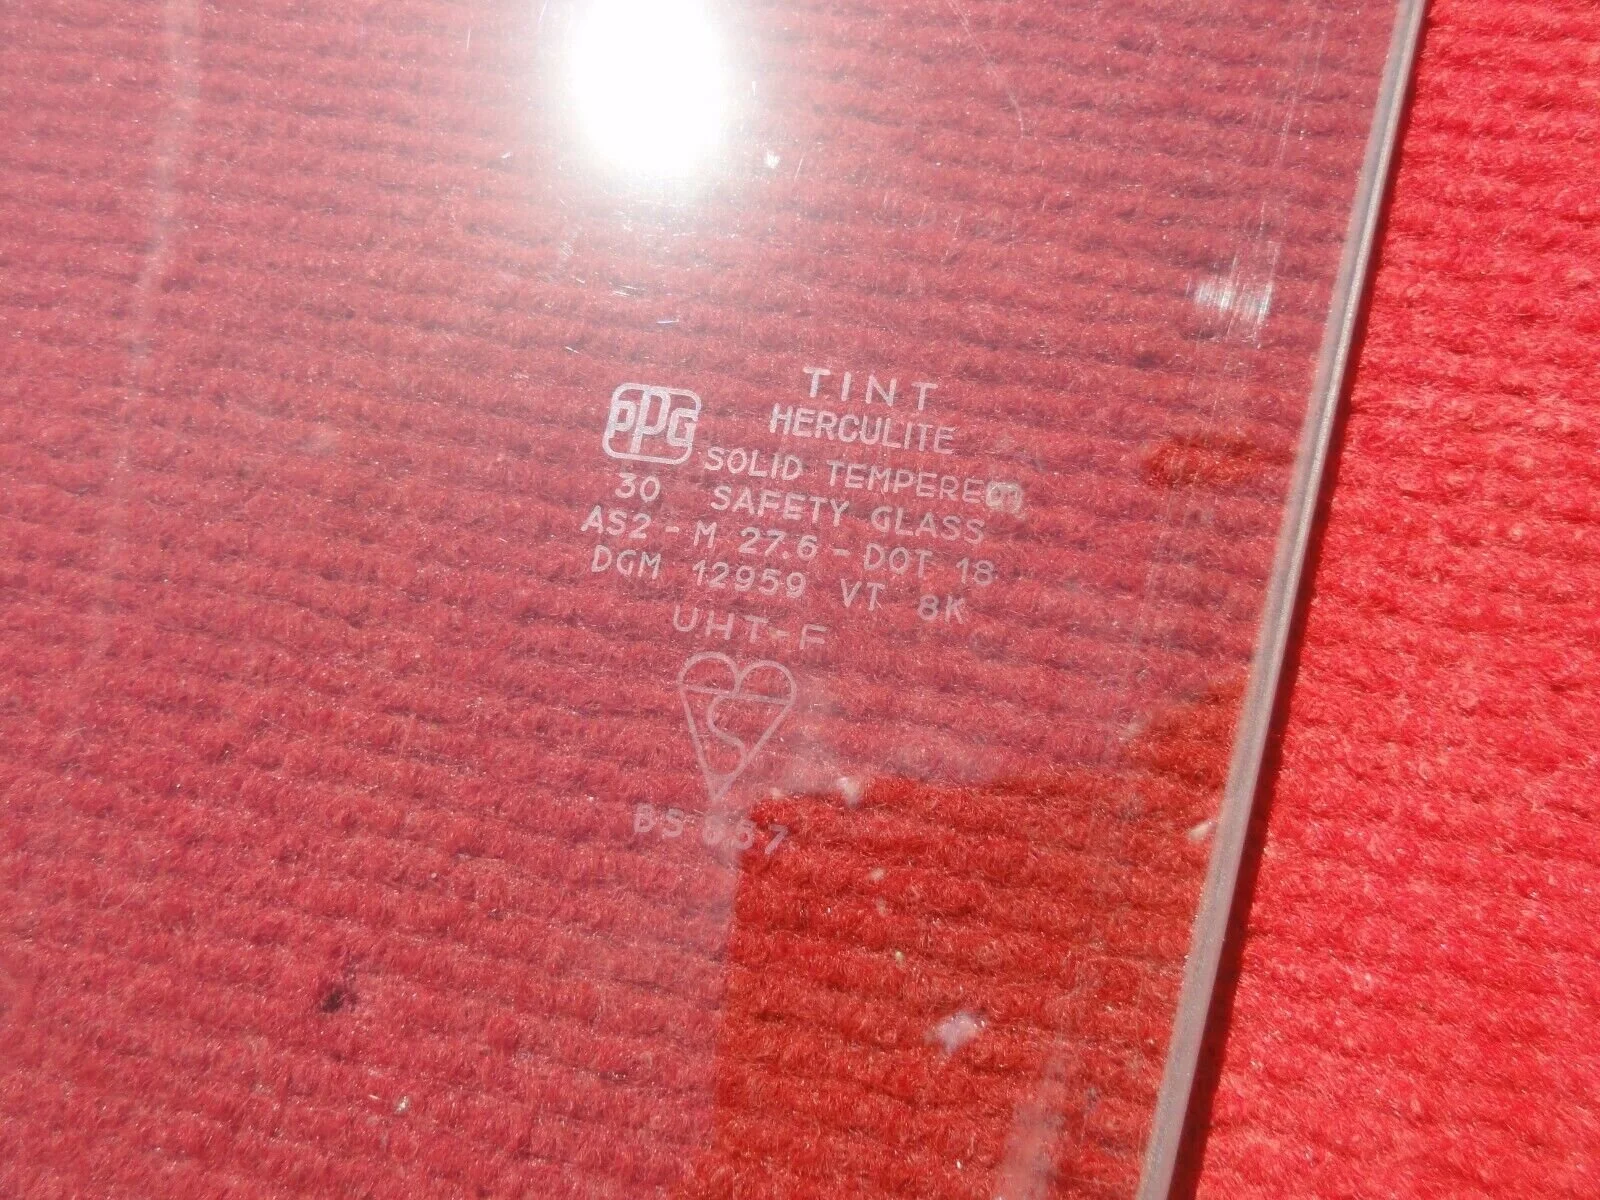 TINT
PPG HERCULITE
SOLID TEMPERED
30 SAFETY GLASS
AS2 - M 27.6 - DOT 18
DGM 12959 VT 8K
UHT-F
BS 857